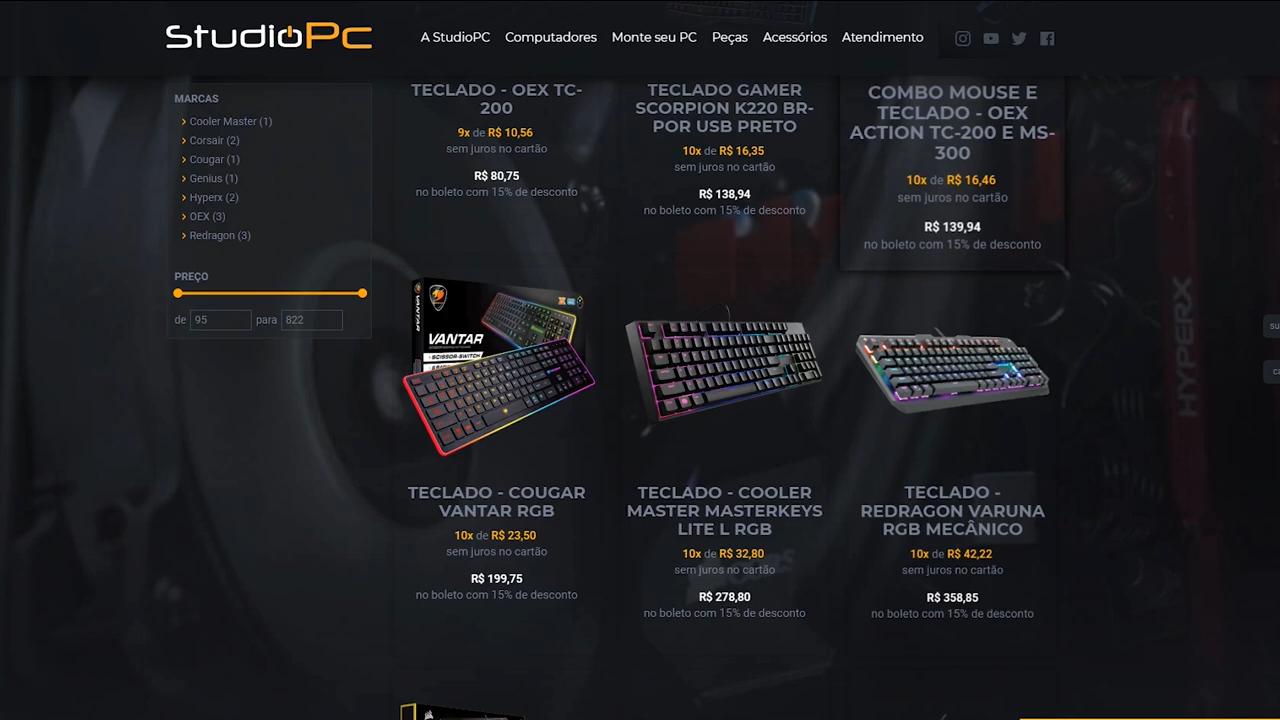 StudioPc
A StudioPC
Computadores
Monte seu PC
Peças
Acessórios
Atendimento
MARCAS
Cooler Master (1)
Corsair (2)
Cougar (1)
Genius (1)
Hyperx (2)
OEX (3)
Redragon (3)
PREÇO
de 95 para 822
TECLADO - OEX TC-
200
9x de R$ 10,56
sem juros no cartão
R$ 80,75
no boleto com 15% de desconto
TECLADO GAMER
SCORPION K220 BR-
POR USB PRETO
10x de R$ 16,35
sem juros no cartão
R$ 138,94
no boleto com 15% de desconto
COMBO MOUSE E
TECLADO - OEX
ACTION TC-200 E MS-
300
10x de R$ 16,46
sem juros no cartão
R$ 139,94
no boleto com 15% de desconto
VANTAR
SCISSOR-SWITCH
TECLADO - COUGAR
VANTAR RGB
10x de R$ 23,50
sem juros no cartão
R$ 199,75
no boleto com 15% de desconto
TECLADO - COOLER
MASTER MASTERKEYS
LITE L RGB
10x de R$ 32,80
sem juros no cartão
R$ 278,80
no boleto com 15% de desconto
TECLADO -
REDRAGON VARUNA
RGB MECÂNICO
10x de R$ 42,22
sem juros no cartão
R$ 358,85
no boleto com 15% de desconto
HYPERX
su
ca